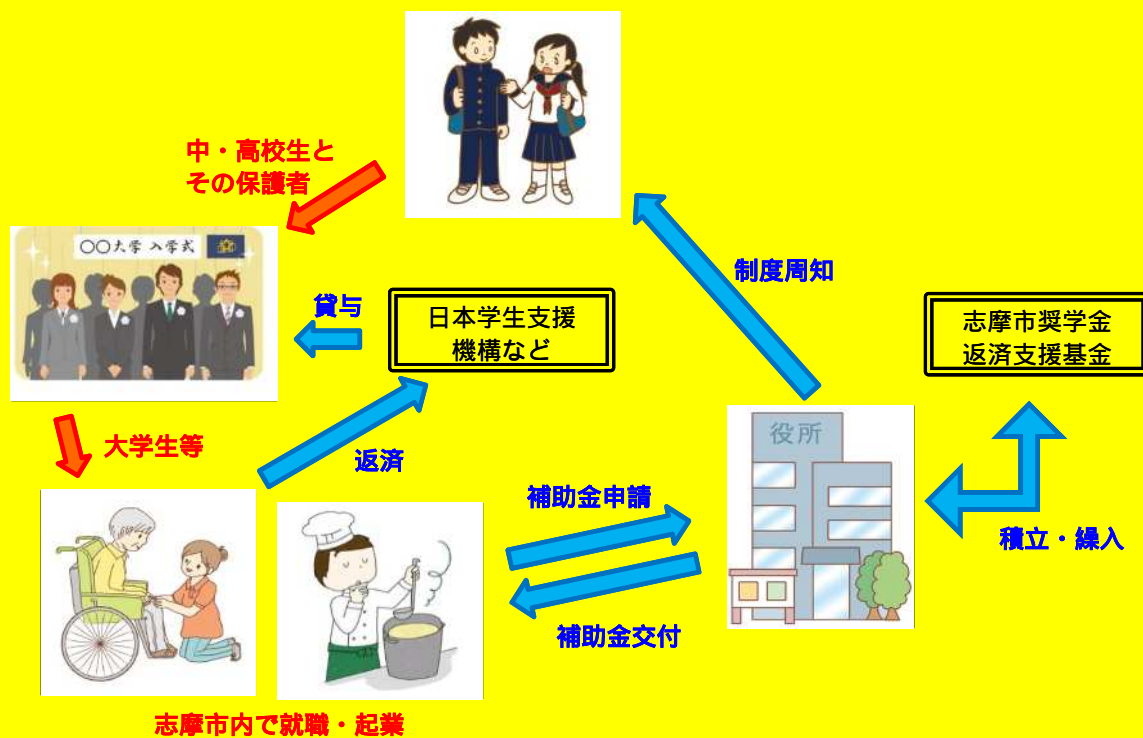 中・高校生と
その保護者
〇〇大学 入学式
制度周知
貸与
日本学生支援
機構など
志摩市奨学金
返済支援基金
大学生等
返済
役所
補助金申請
積立・繰入
補助金交付
志摩市内で就職・起業